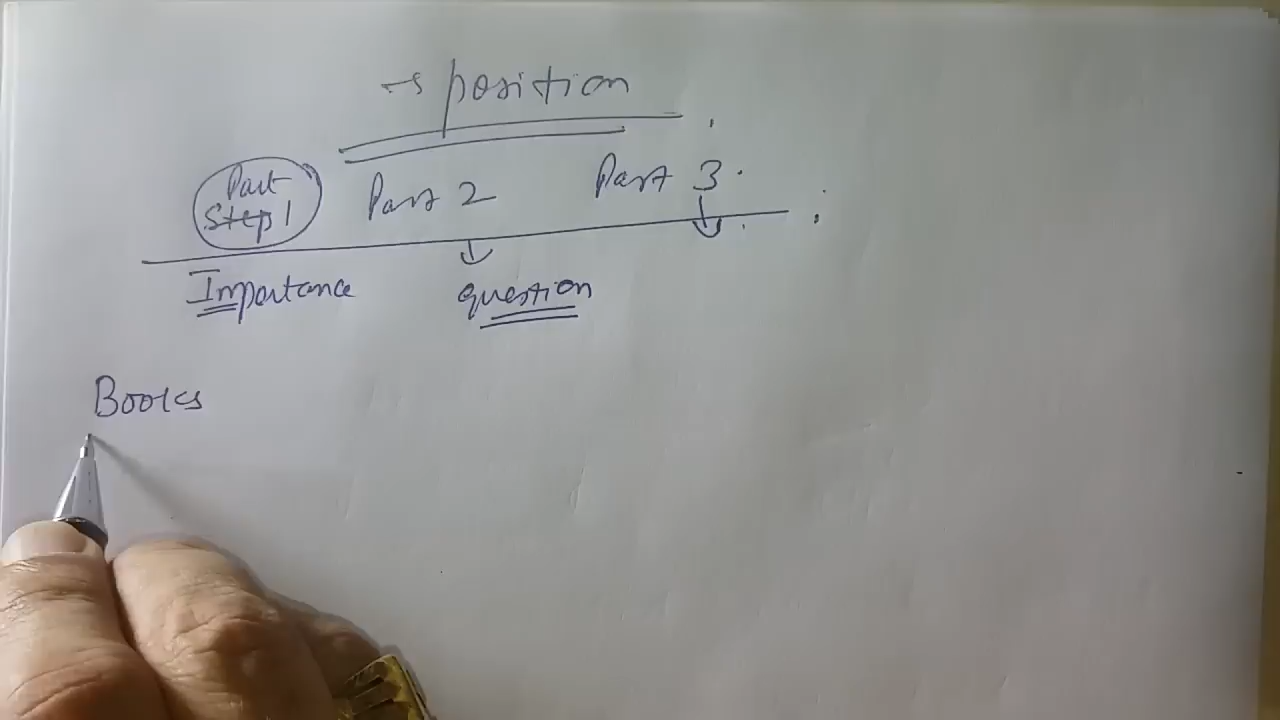 → position
Part
Step 1 Part 2 Part 3
Importance question
Books